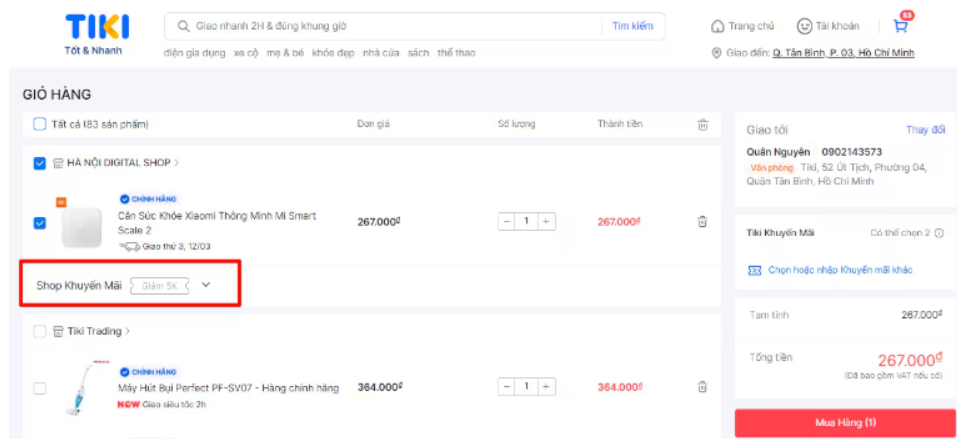 TIKI
Tốt & Nhanh
Giao nhanh 2H & đúng khung giờ
Tìm kiếm
Trang chủ
Tài khoản
83
điện gia dụng xe cộ mẹ & bé khỏe đẹp nhà cửa sách thể thao
Giao đến: Q. Tân Bình, P. 03, Hồ Chí Minh
GIỎ HÀNG
Tất cả (83 sản phẩm)
Đơn giá
Số lượng
Thành tiền
HÀ NỘI DIGITAL SHOP >
CHÍNH HÃNG
Cân Sức Khỏe Xiaomi Thông Minh Mi Smart
Scale 2
Giao thứ 3, 12/03
267.000₫
- 1 +
267.000₫
Shop Khuyến Mãi Giảm 5K
Tiki Trading >
CHÍNH HÃNG
Máy Hút Bụi Perfect PF-SV07 - Hàng chính hãng
NOW Giao siêu tốc 2h
364.000₫
- 1 +
364.000₫
Giao tới
Thay đổi
Quân Nguyên 0902143573
Văn phòng Tiki, 52 Út Tịch, Phường 04,
Quận Tân Bình, Hồ Chí Minh
Tiki Khuyến Mãi
Có thể chọn 2
Chọn hoặc nhập Khuyến mãi khác
Tạm tính
267.000₫
Tổng tiền
267.000₫
(Đã bao gồm VAT nếu có)
Mua Hàng (1)